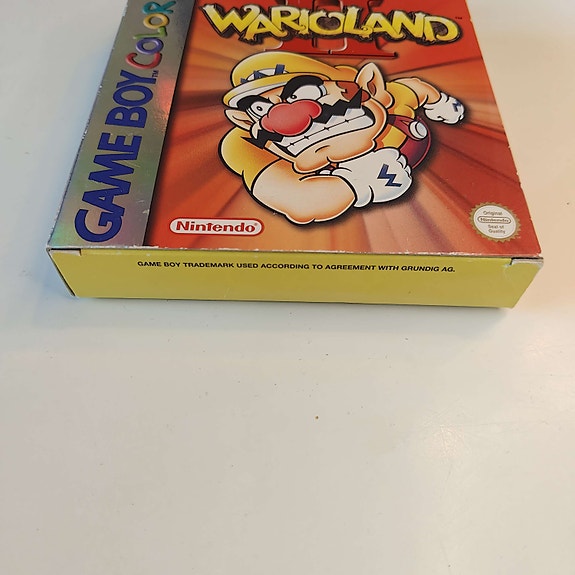 WARIOLAND
II
GAME BOY COLOR
Nintendo
Original
Nintendo
Seal of
Quality
GAME BOY TRADEMARK USED ACCORDING TO AGREEMENT WITH GRUNDIG AG.
W
W